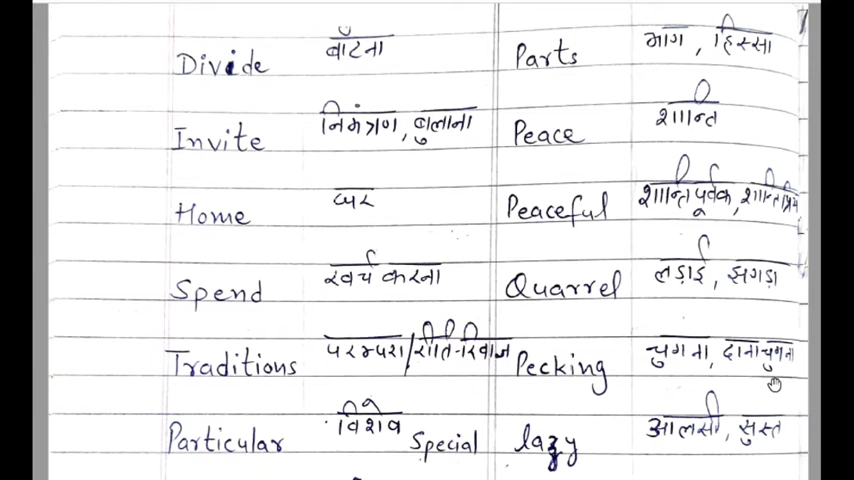 Divide बाँटना Parts भाग, हिस्सा
Invite निमंत्रण, बुलाना Peace शान्ति
Home घर Peaceful शान्तिपूर्वक, शान्तिप्रिय
Spend खर्च करना Quarrel लड़ाई, झगड़ा
Traditions परम्परा/रीति-रिवाज Pecking चुगना, दाना चुगना
Particular विशेष Special lazy आलसी, सुस्त